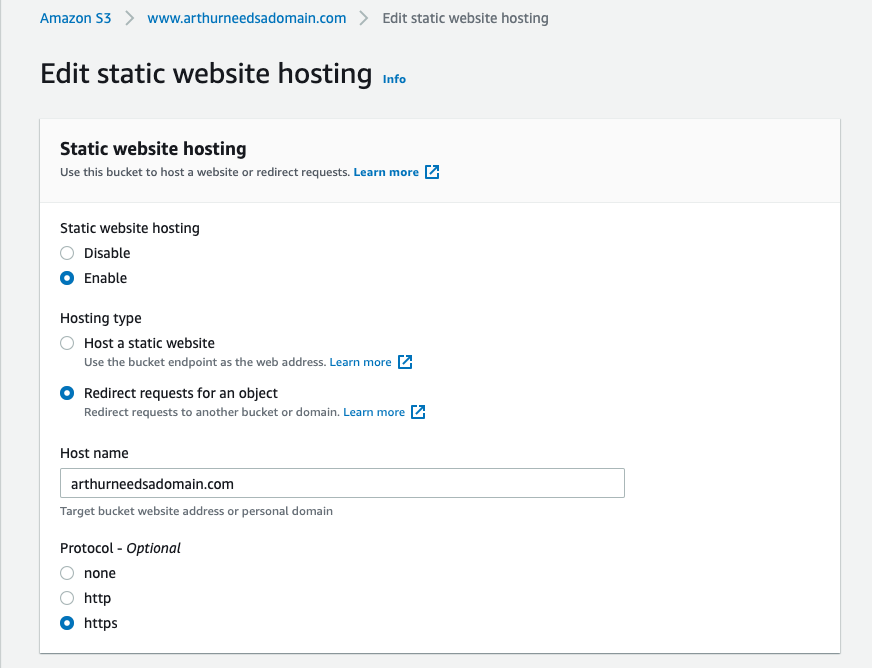 Amazon S3 > www.arthurneedsadomain.com > Edit static website hosting
Edit static website hosting Info
Static website hosting
Use this bucket to host a website or redirect requests. Learn more
Static website hosting
Disable
Enable
Hosting type
Host a static website
Use the bucket endpoint as the web address. Learn more
Redirect requests for an object
Redirect requests to another bucket or domain. Learn more
Host name
arthurneedsadomain.com
Target bucket website address or personal domain
Protocol - Optional
none
http
https